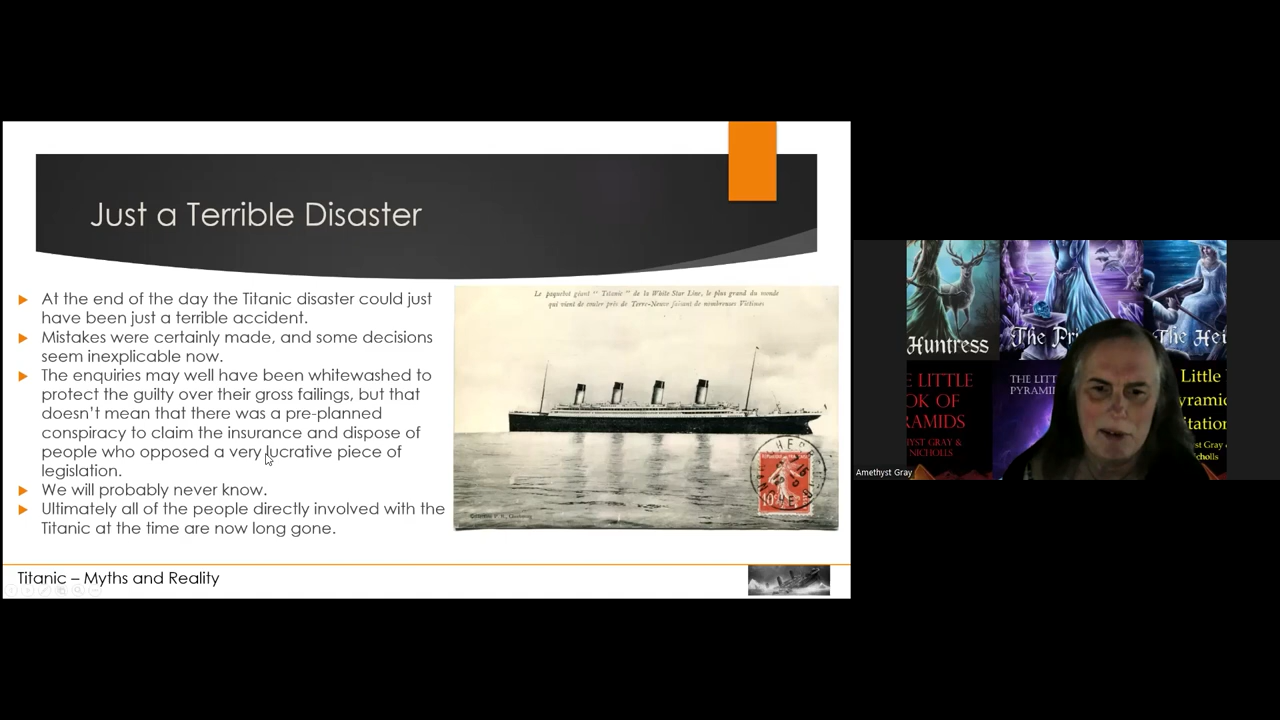 Just a Terrible Disaster
At the end of the day the Titanic disaster could just
have been just a terrible accident.
Mistakes were certainly made, and some decisions
seem inexplicable now.
The enquiries may well have been whitewashed to
protect the guilty over their gross failings, but that
doesn't mean that there was a pre-planned
conspiracy to claim the insurance and dispose of
people who opposed a very lucrative piece of
legislation.
We will probably never know.
Ultimately all of the people directly involved with the
Titanic at the time are now long gone.
Le paquebot géant "Titanic" de la White Star Line, le plus grand du monde
qui vient de couler près de Terre-Neuve faisant de nombreuses Victimes
Titanic – Myths and Reality
Huntress
The Pri
The Hei
E LITTLE
OK OF
RAMIDS
HYST GRAY &
NICHOLLS
THE LITT
PYRAMI
Little
yramid
itation
st Gray &
icholls
Amethyst Gray